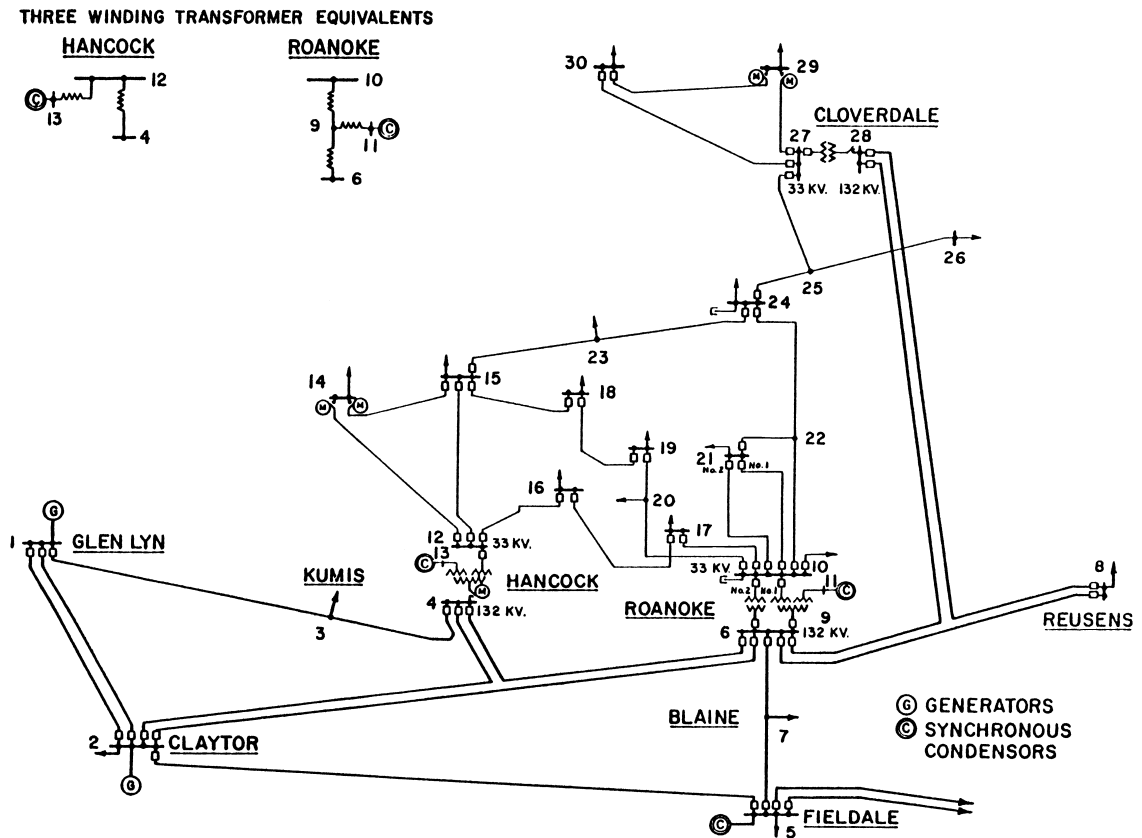 THREE WINDING TRANSFORMER EQUIVALENTS
HANCOCK
ROANOKE
12
C
13
4
10
9
C
11
6
30
29
M
M
CLOVERDALE
27
28
33 KV.
132 KV.
26
25
24
23
15
14
M
M
18
22
19
21
No.2
No.1
16
20
17
G
1
GLEN LYN
12
33 KV.
13
C
HANCOCK
M
KUMIS
3
4
132 KV.
33 KV.
10
No.2
No.1
11
C
ROANOKE
9
6
132 KV.
8
REUSENS
BLAINE
7
G GENERATORS
C SYNCHRONOUS
CONDENSORS
2
CLAYTOR
G
C
5
FIELDALE